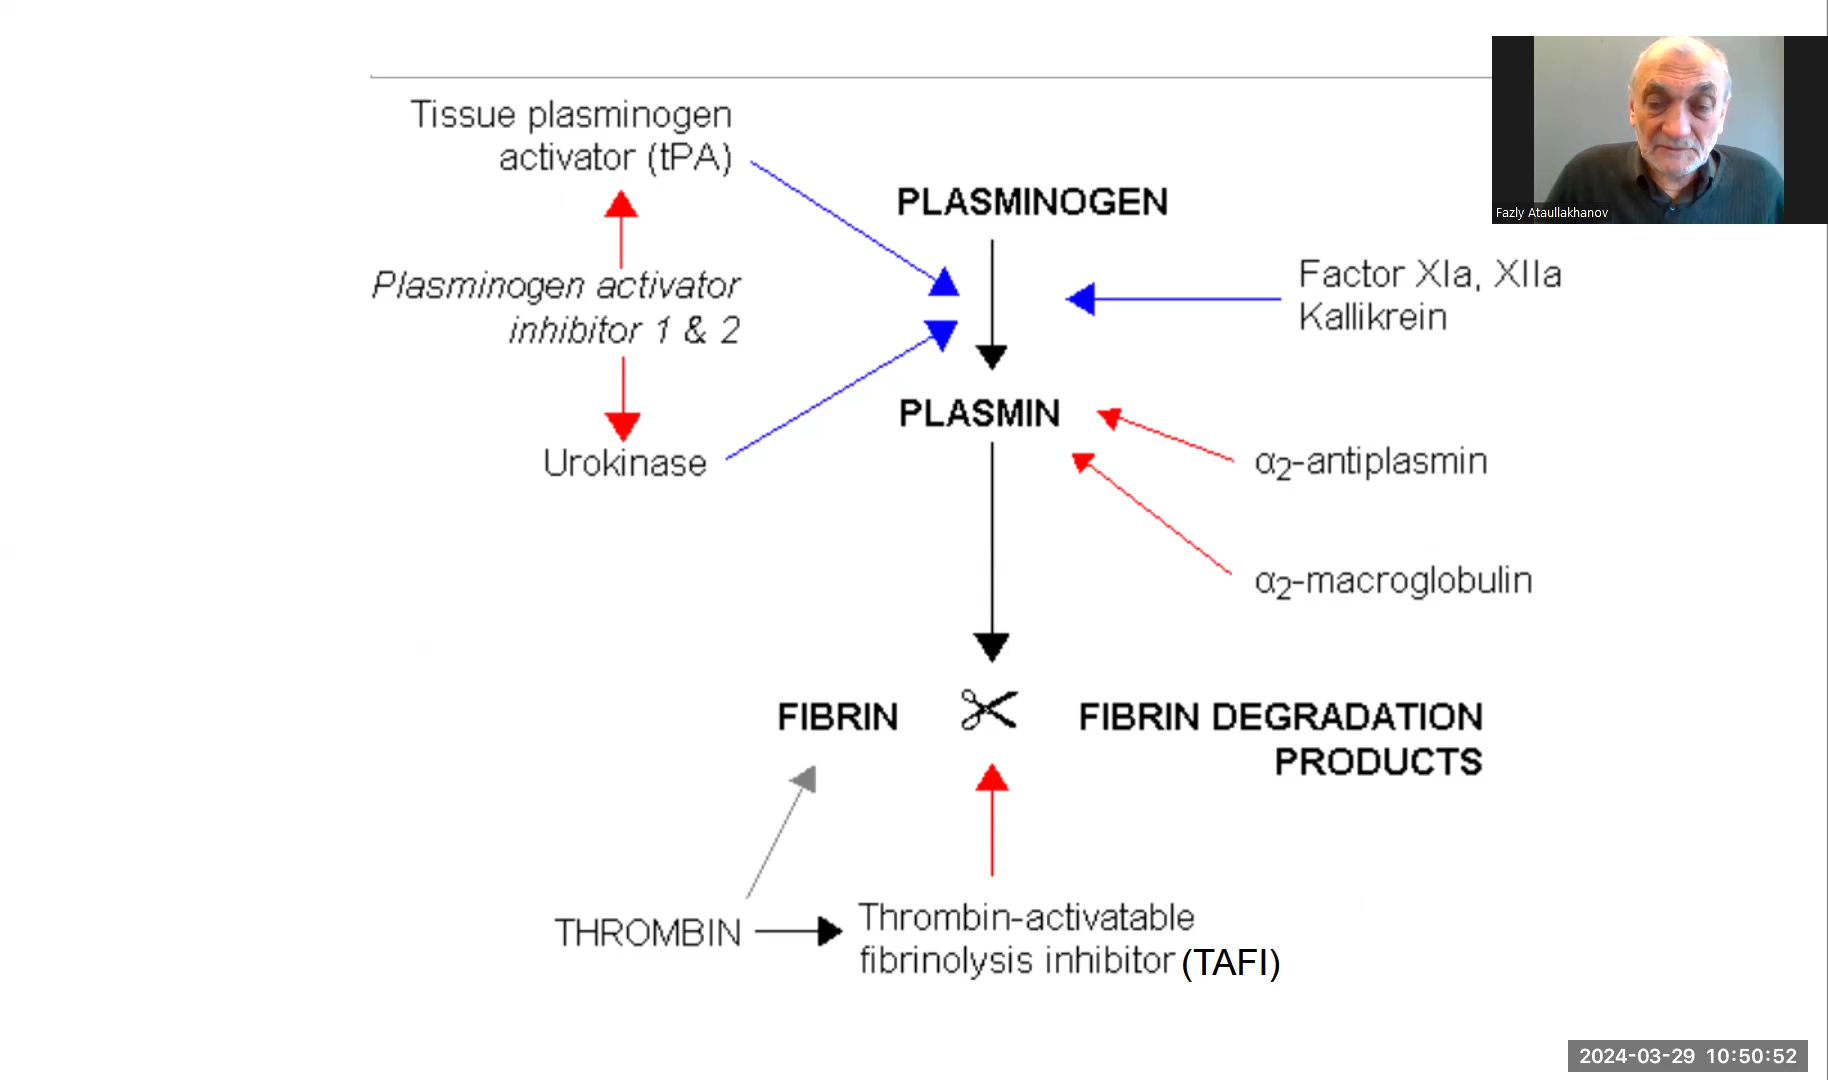 Tissue plasminogen
activator (tPA)
PLASMINOGEN
Fazly Ataullakhanov
Plasminogen activator
inhibitor 1 & 2
Factor XIa, XIIa
Kallikrein
PLASMIN
Urokinase
α2-antiplasmin
α2-macroglobulin
FIBRIN
FIBRIN DEGRADATION
PRODUCTS
THROMBIN
Thrombin-activatable
fibrinolysis inhibitor (TAFI)
2024-03-29 10:50:52